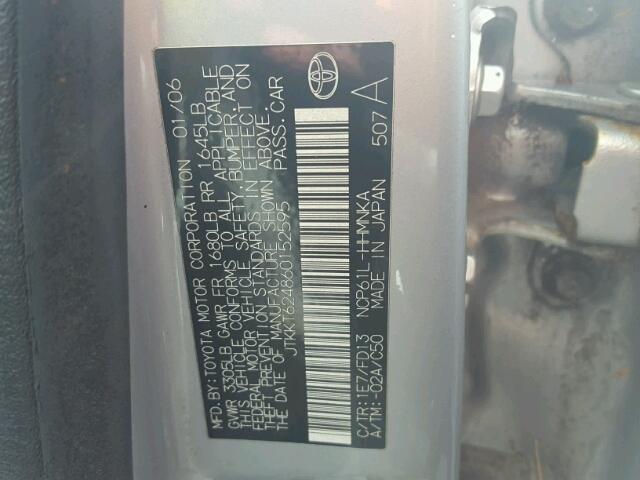 MFD. BY: TOYOTA MOTOR CORPORATION 01/06
GVWR 3305LB GAWR FR 1680LB RR 1645LB
THIS VEHICLE CONFORMS TO ALL APPLICABLE
FEDERAL MOTOR VEHICLE SAFETY, BUMPER, AND
THEFT PREVENTION STANDARDS IN EFFECT ON
THE DATE OF MANUFACTURE SHOWN ABOVE.
JTKKT624860152575 PASS. CAR
C/TR: 1E7/FD13 NCP61L-HHMNKA
A/TM: -02A/C50 MADE IN JAPAN 507 A